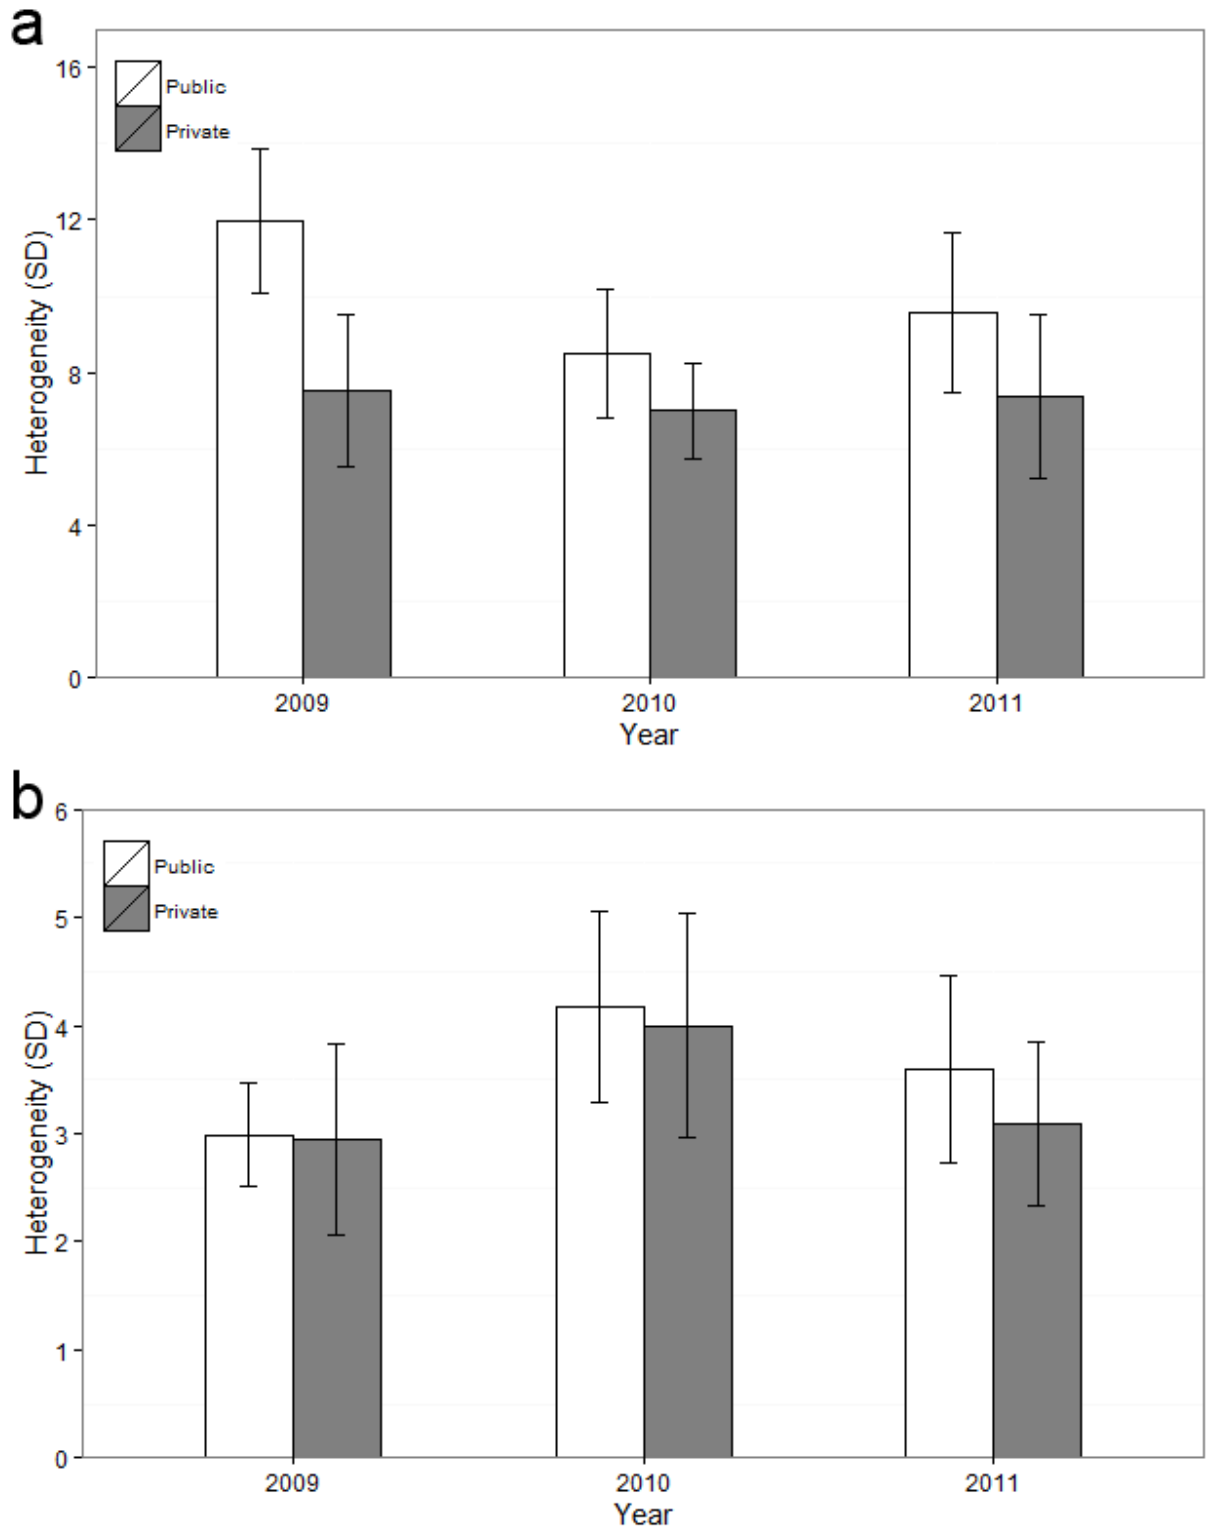 a
16
12
8
4
0
Heterogeneity (SD)
Public
Private
2009
2010
2011
Year
b
6
5
4
3
2
1
0
Heterogeneity (SD)
Public
Private
2009
2010
2011
Year